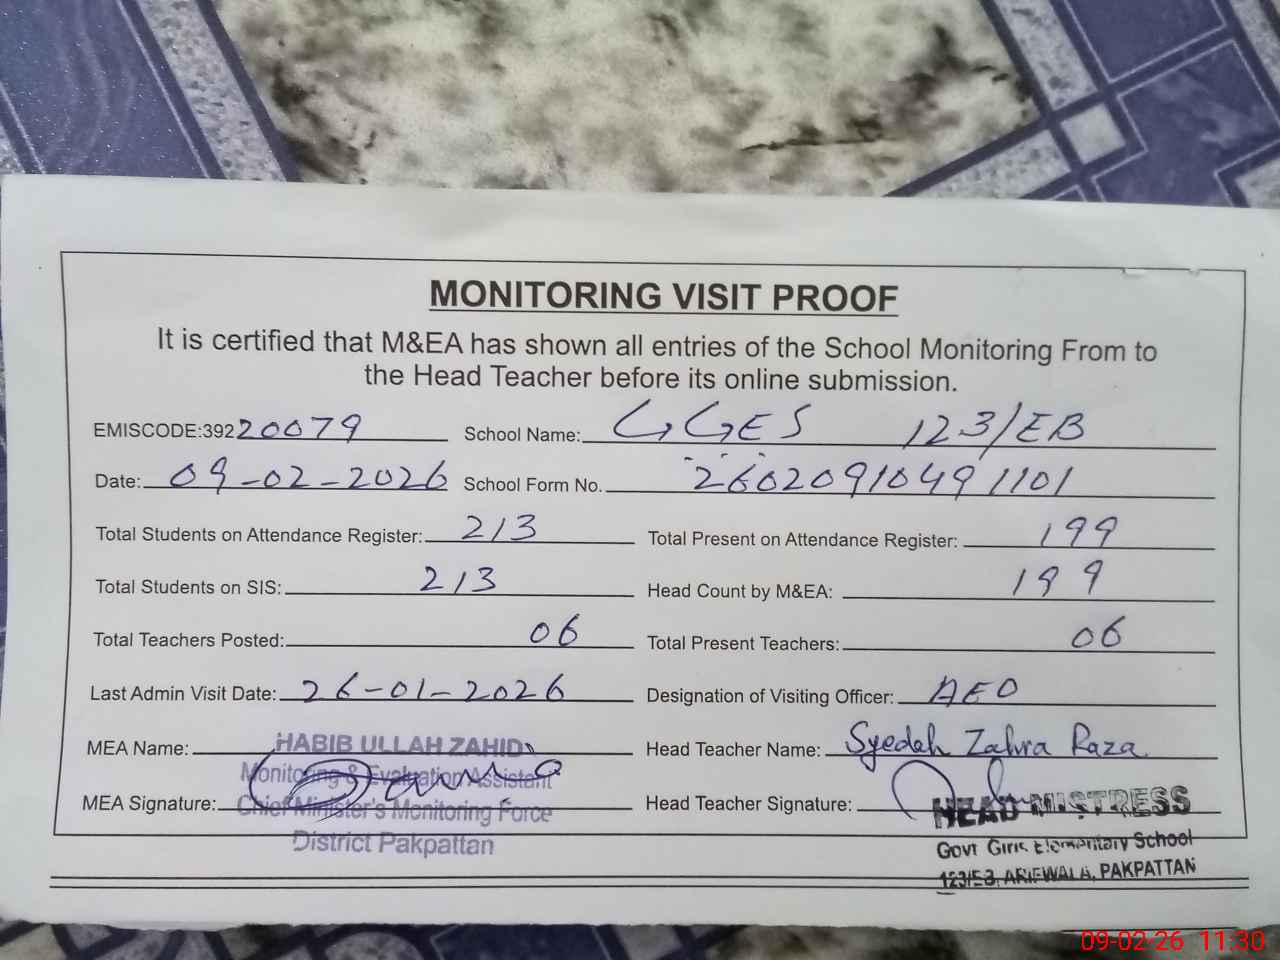 MONITORING VISIT PROOF
It is certified that M&EA has shown all entries of the School Monitoring From to
the Head Teacher before its online submission.
EMISCODE:39220079 School Name: GGES 123/EB
Date: 09-02-2026 School Form No. 26020910491101
Total Students on Attendance Register: 213 Total Present on Attendance Register: 199
Total Students on SIS: 213 Head Count by M&EA: 199
Total Teachers Posted: 06 Total Present Teachers: 06
Last Admin Visit Date: 26-01-2026 Designation of Visiting Officer: AEO
MEA Name: HABIB ULLAH ZAHID Head Teacher Name: Syedah Zahra Raza
Monitoring & Evaluation Assistant
MEA Signature: Chief Minister's Monitoring Force Head Teacher Signature: HEAD MISTRESS
District Pakpattan Govt Girls Elementary School
123/EB, ARIFWALA, PAKPATTAN
09-02-26 11:30